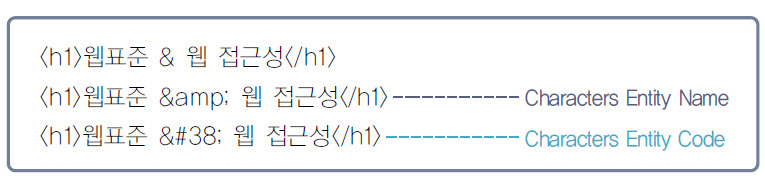 <h1>웹표준 & 웹 접근성</h1>
<h1>웹표준 &amp; 웹 접근성</h1> Characters Entity Name
<h1>웹표준 &#38; 웹 접근성</h1> Characters Entity Code